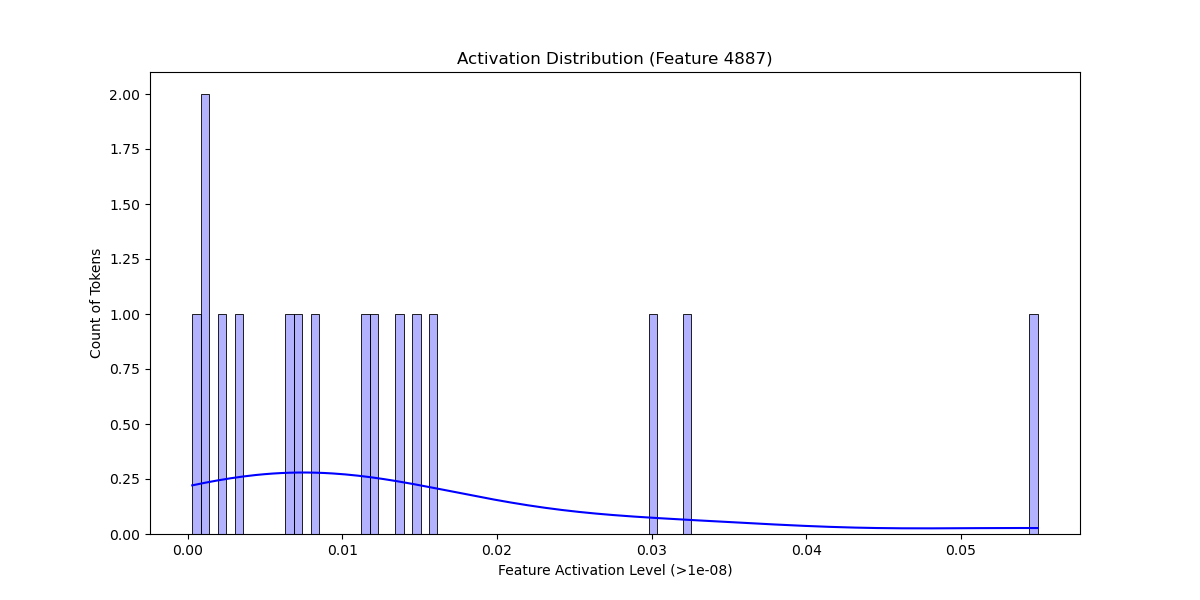 Activation Distribution (Feature 4887)
Count of Tokens
2.00
1.75
1.50
1.25
1.00
0.75
0.50
0.25
0.00
0.00 0.01 0.02 0.03 0.04 0.05
Feature Activation Level (>1e-08)